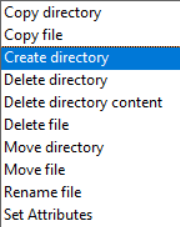 Copy directory
Copy file
Create directory
Delete directory
Delete directory content
Delete file
Move directory
Move file
Rename file
Set Attributes